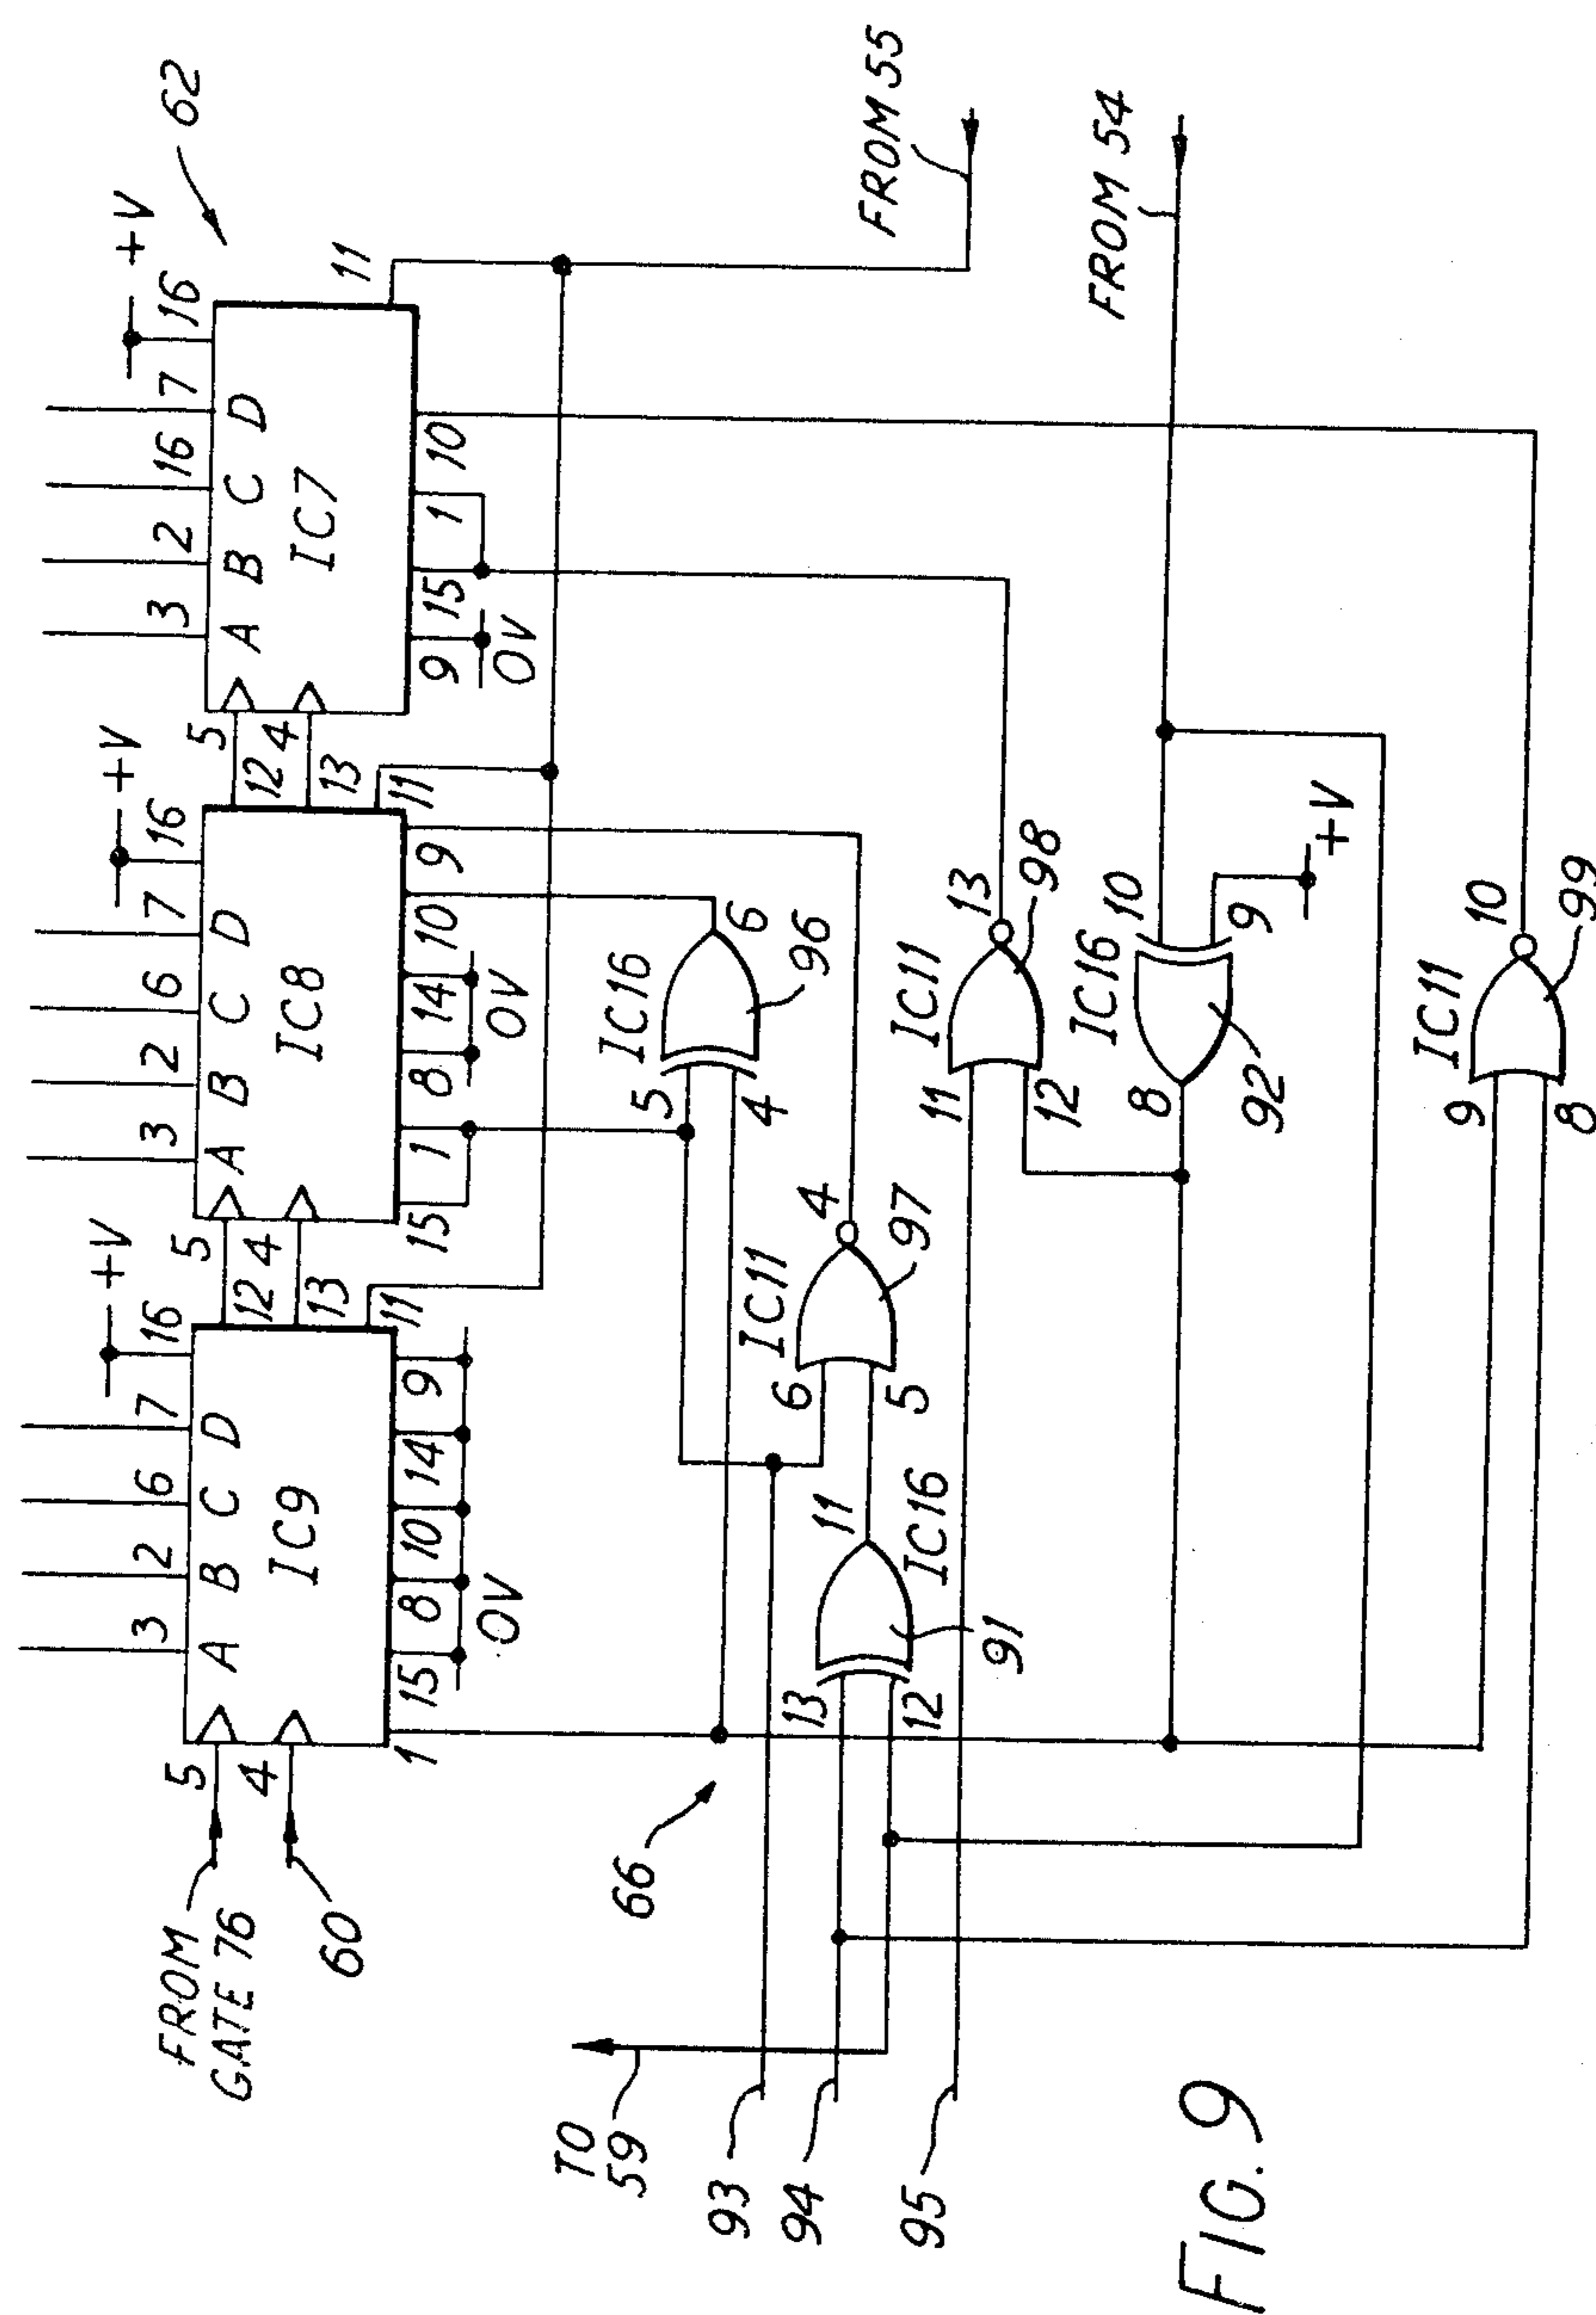 3 2 6 7 16 +V
3 2 6 7 16 +V
3 2 16 7 16 +V
62
FROM GATE 76
5
A B C D
5
A B C D
5
A B C D
60
4
IC9
12
4
IC8
12
4
IC7
13
13
11
1 15 8 10 14 9 11
15 1 8 14 10 9 11
9 15 1 10
0V
0V
0V
TO
59
66
5 IC16
4 6
96
93
IC11
6 4
5
97
94
13 11
12 IC16
91
FROM 55
95
IC11
11 13
12
98
IC16 10
8 9
92
+V
FROM 54
IC11
9 10
8
99
FIG. 9